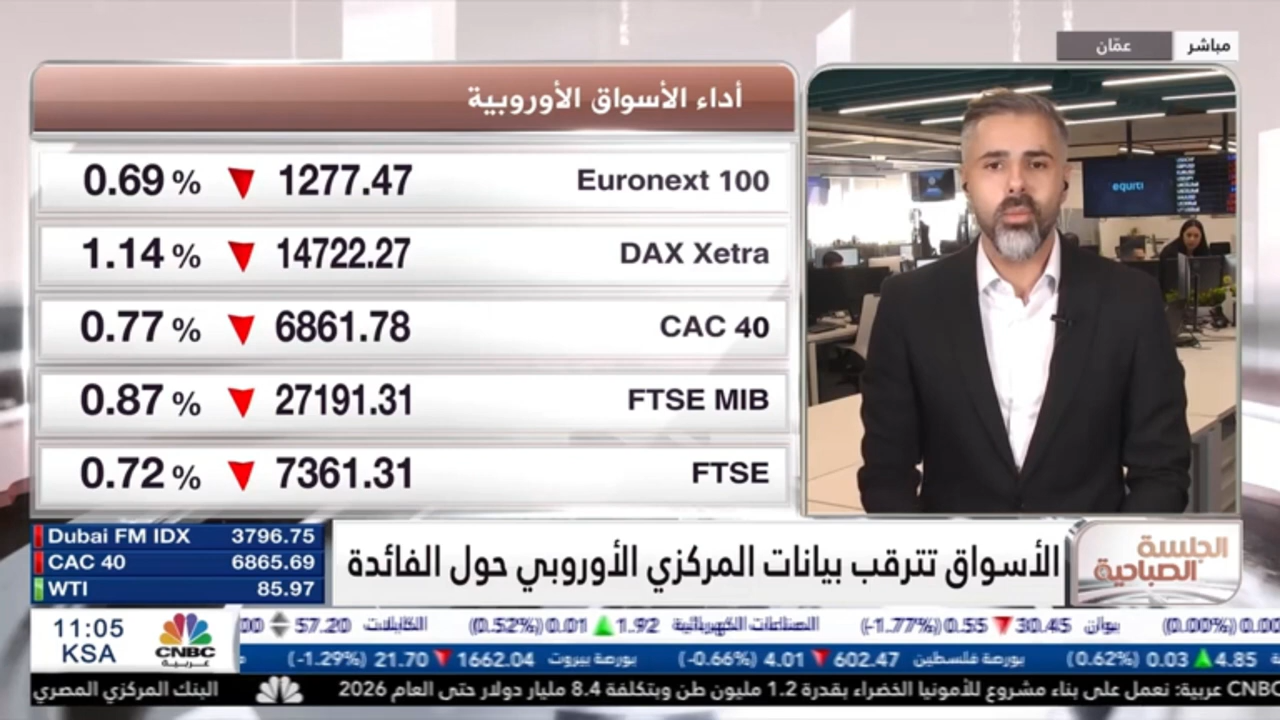 مباشر
عمّان
أداء الأسواق الأوروبية
Euronext 100 1277.47 ▼ 0.69 %
DAX Xetra 14722.27 ▼ 1.14 %
CAC 40 6861.78 ▼ 0.77 %
FTSE MIB 27191.31 ▼ 0.87 %
FTSE 7361.31 ▼ 0.72 %
equiti
الجلسة
الصباحية
الأسواق تترقب بيانات المركزي الأوروبي حول الفائدة
Dubai FM IDX 3796.75
CAC 40 6865.69
WTI 85.97
11:05
KSA
CNBC
عربية
(0.00%) 0.00 بوان 30.45 ▼ 0.55 (-1.77%) الصناعات الكهربائية 1.92 ▲ 0.01 (0.52%) الكابلات 57.20
4.85 ▲ 0.03 (0.62%) بورصة فلسطين 602.47 ▼ 4.01 (-0.66%) بورصة بيروت 1662.04 ▼ 21.70 (-1.29%)
CNBC عربية: نعمل على بناء مشروع للأمونيا الخضراء بقدرة 1.2 مليون طن وبتكلفة 8.4 مليار دولار حتى العام 2026 البنك المركزي المصري